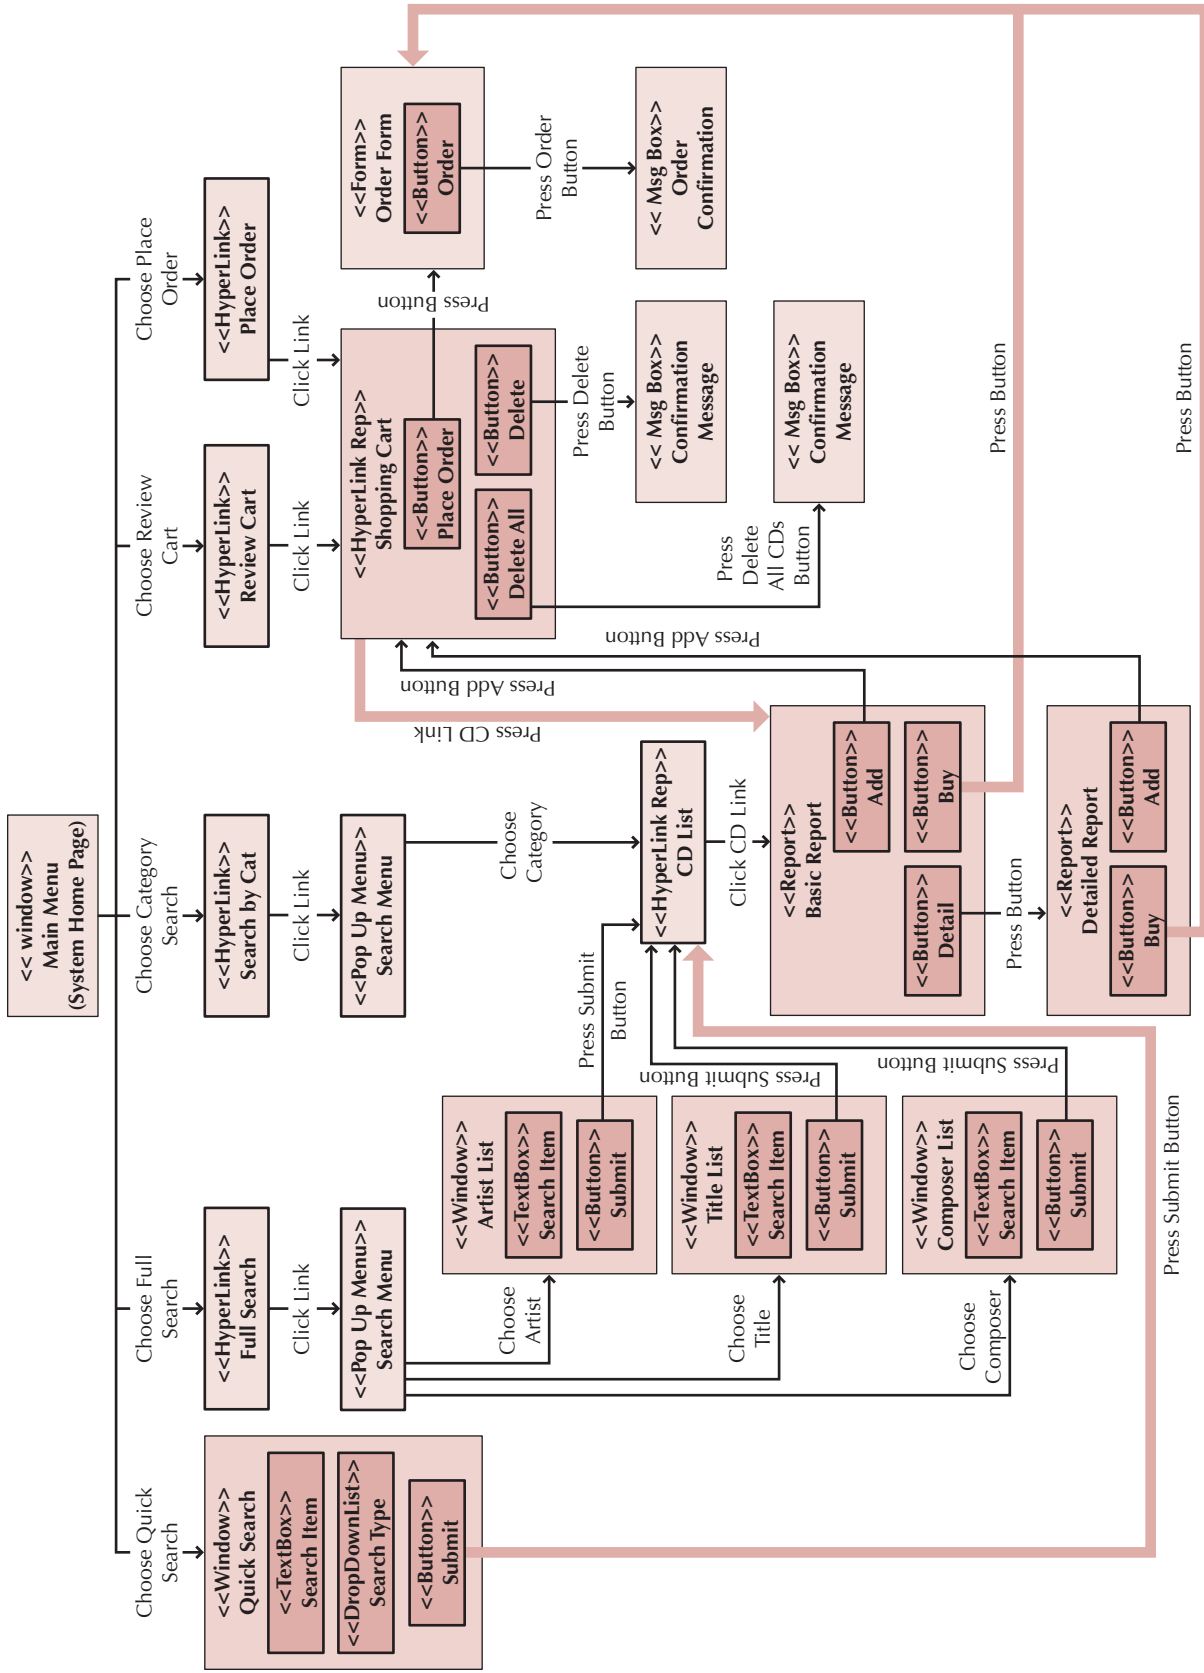 << window>>
Main Menu
(System Home Page)
Choose Quick
Search
Choose Full
Search
Choose Category
Search
Choose Review
Cart
Choose Place
Order
<<Window>>
Quick Search
<<TextBox>>
Search Item
<<DropDownList>>
Search Type
<<Button>>
Submit
<<HyperLink>>
Full Search
<<HyperLink>>
Search by Cat
<<HyperLink>>
Review Cart
<<HyperLink>>
Place Order
Click Link
Click Link
Click Link
Click Link
<<Pop Up Menu>>
Search Menu
<<Pop Up Menu>>
Search Menu
<<HyperLink Rep>>
Shopping Cart
<<Button>>
Place Order
<<Button>>
Delete All
<<Button>>
Delete
Press Button
<<Form>>
Order Form
<<Button>>
Order
Choose
Artist
<<Window>>
Artist List
<<TextBox>>
Search Item
<<Button>>
Submit
Press Submit
Button
Choose
Category
Press CD Link
Press Add Button
Press Add Button
Press Delete
Button
Press Order
Button
<<HyperLink Rep>>
CD List
<< Msg Box>>
Confirmation
Message
<< Msg Box>>
Order
Confirmation
Choose
Title
<<Window>>
Title List
<<TextBox>>
Search Item
<<Button>>
Submit
Press Submit Button
Click CD Link
Press
Delete
All CDs
Button
<< Msg Box>>
Confirmation
Message
<<Report>>
Basic Report
<<Button>>
Add
<<Button>>
Detail
<<Button>>
Buy
Choose
Composer
<<Window>>
Composer List
<<TextBox>>
Search Item
<<Button>>
Submit
Press Submit Button
Press Button
Press Button
<<Report>>
Detailed Report
<<Button>>
Buy
<<Button>>
Add
Press Submit Button
Press Button